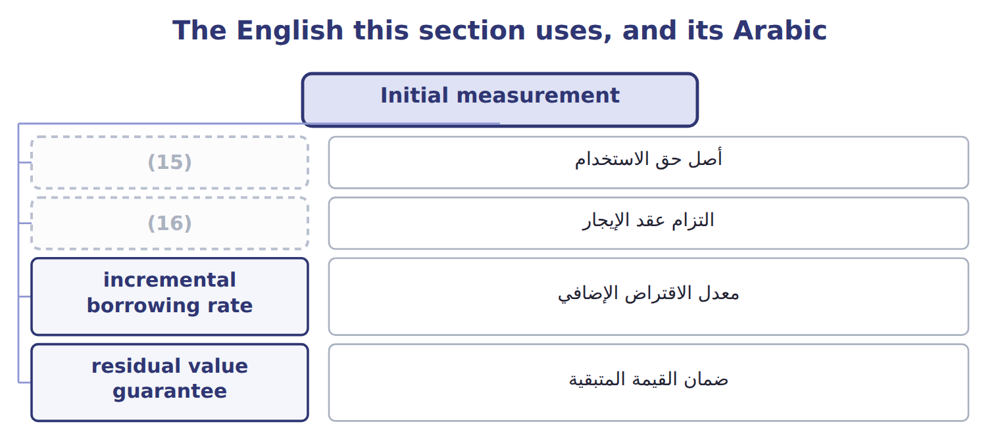 The English this section uses, and its Arabic
Initial measurement
(15)
أصل حق الاستخدام
(16)
التزام عقد الإيجار
incremental
borrowing rate
معدل الاقتراض الإضافي
residual value
guarantee
ضمان القيمة المتبقية